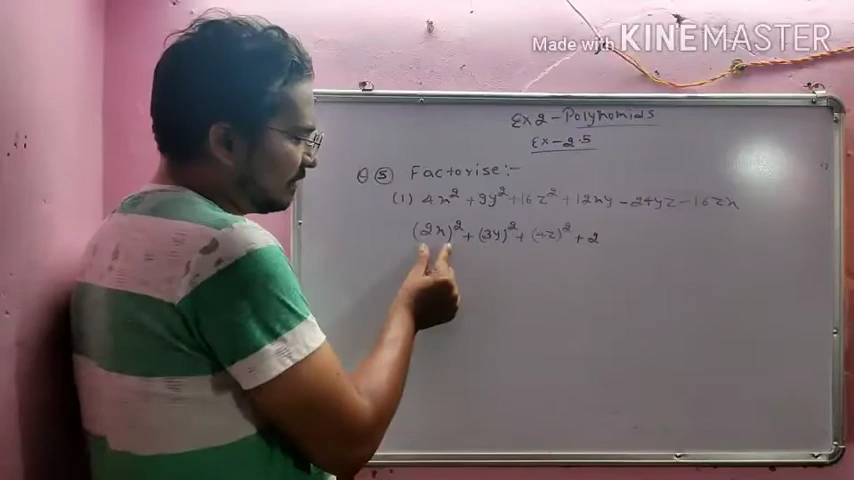 Made with KINEMASTER
Ex 2 - Polynomials
Ex - 2.5
Q ⑤ Factorise :-
(1) 4x² + 9y² + 16z² + 12xy - 24yz - 16zx
(2x)² + (3y)² + (4z)² + 2